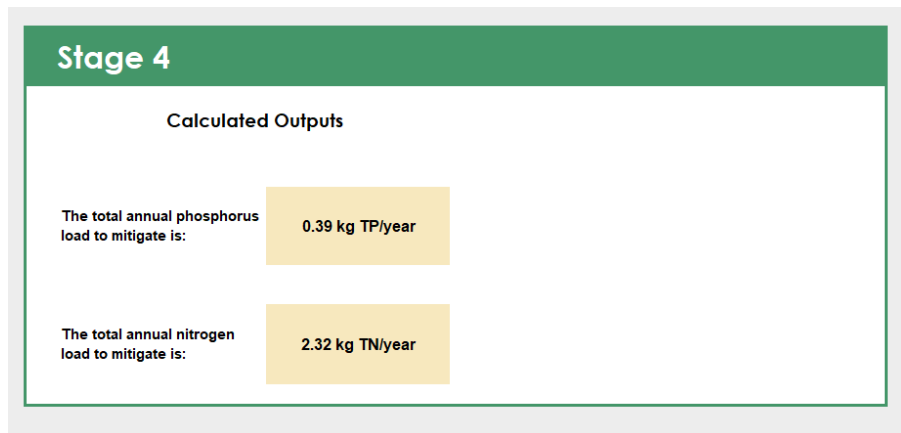 Stage 4
Calculated Outputs
The total annual phosphorus
load to mitigate is:
0.39 kg TP/year
The total annual nitrogen
load to mitigate is:
2.32 kg TN/year